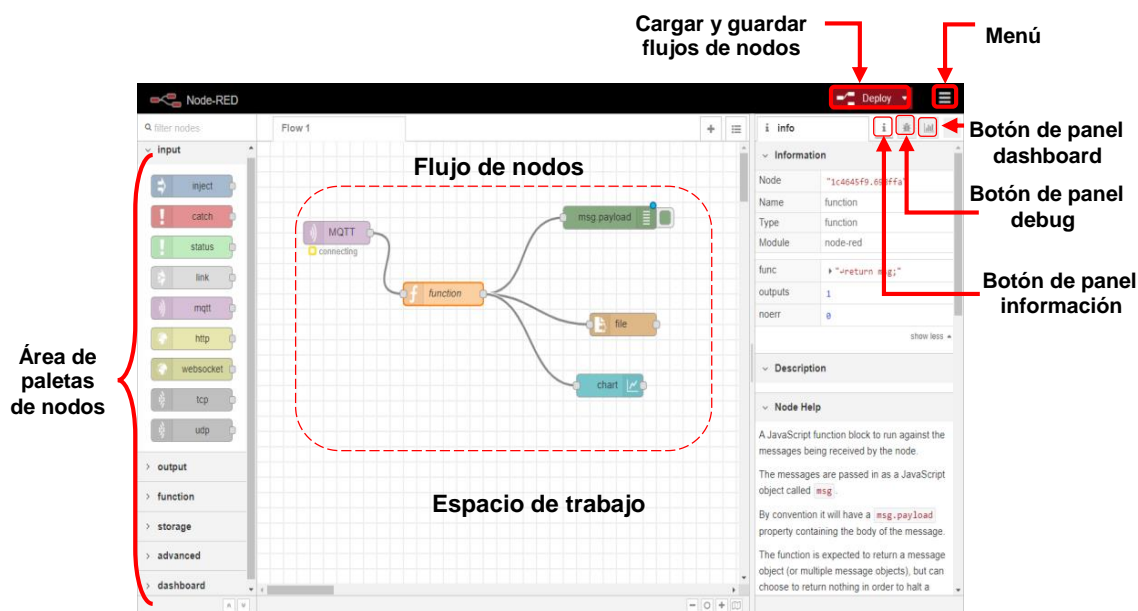 Cargar y guardar
flujos de nodos
Menú
Node-RED
Deploy
filter nodes
Flow 1
i info
i
Botón de panel
dashboard
input
Flujo de nodos
Information
inject
Node
catch
msg.payload
Name
function
Botón de panel
debug
status
MQTT
Type
function
connecting
Module
node-red
link
func
"↵return msg;"
function
Botón de panel
información
mqtt
outputs
1
noerr
0
http
file
show less
Área de
paletas
de nodos
websocket
Description
tcp
chart
udp
Node Help
A JavaScript function block to run against the
messages being received by the node.
output
The messages are passed in as a JavaScript
object called msg.
function
Espacio de trabajo
By convention it will have a msg.payload
property containing the body of the message.
storage
advanced
The function is expected to return a message
object (or multiple message objects), but can
choose to return nothing in order to halt a
dashboard